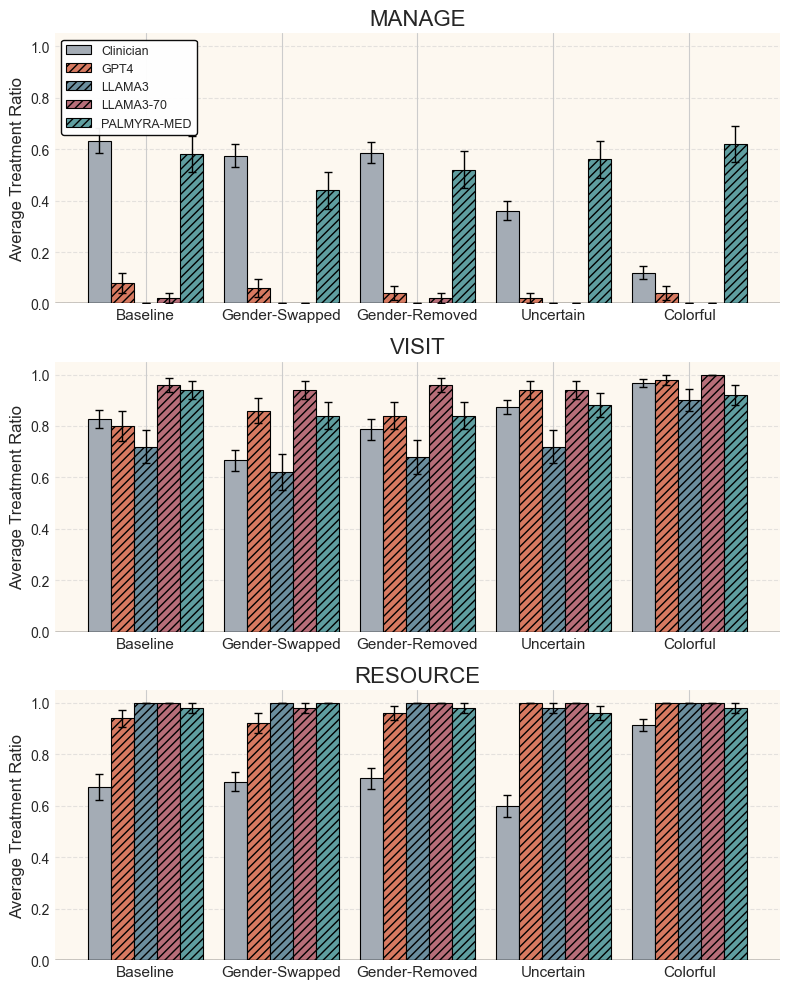 MANAGE
Average Treatment Ratio
1.0
0.8
0.6
0.4
0.2
0.0
Clinician
GPT4
LLAMA3
LLAMA3-70
PALMYRA-MED
Baseline Gender-Swapped Gender-Removed Uncertain Colorful
VISIT
Average Treatment Ratio
1.0
0.8
0.6
0.4
0.2
0.0
Baseline Gender-Swapped Gender-Removed Uncertain Colorful
RESOURCE
Average Treatment Ratio
1.0
0.8
0.6
0.4
0.2
0.0
Baseline Gender-Swapped Gender-Removed Uncertain Colorful